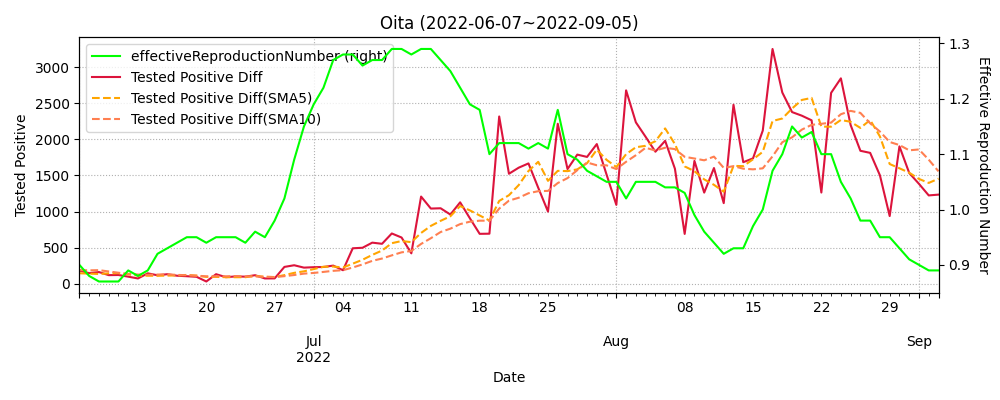 Oita (2022-06-07~2022-09-05)
effectiveReproductionNumber (right)
Tested Positive Diff
Tested Positive Diff(SMA5)
Tested Positive Diff(SMA10)
Tested Positive
3000
2500
2000
1500
1000
500
0
Effective Reproduction Number
1.3
1.2
1.1
1.0
0.9
13 20 27 04 11 18 25 08 15 22 29
Jul Aug Sep
2022
Date